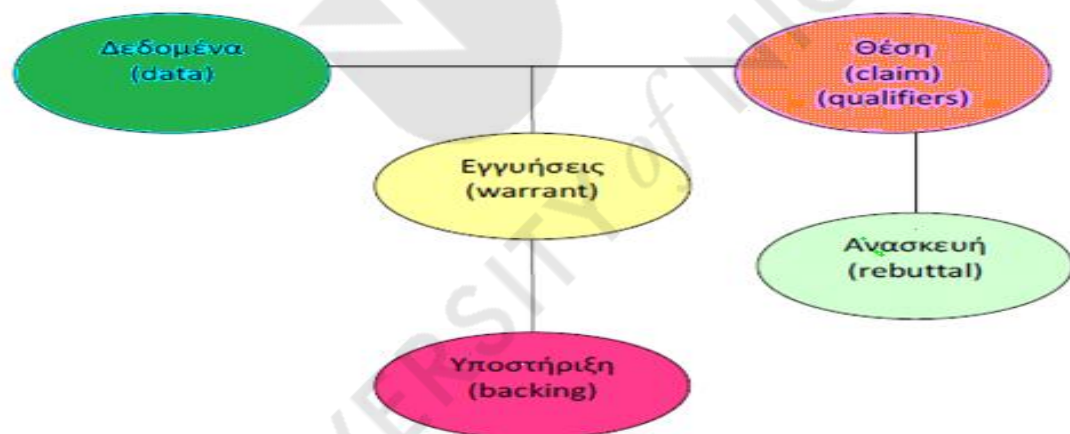 Δεδομένα
(data)
Θέση
(claim)
(qualifiers)
Εγγυήσεις
(warrant)
Ανασκευή
(rebuttal)
Υποστήριξη
(backing)